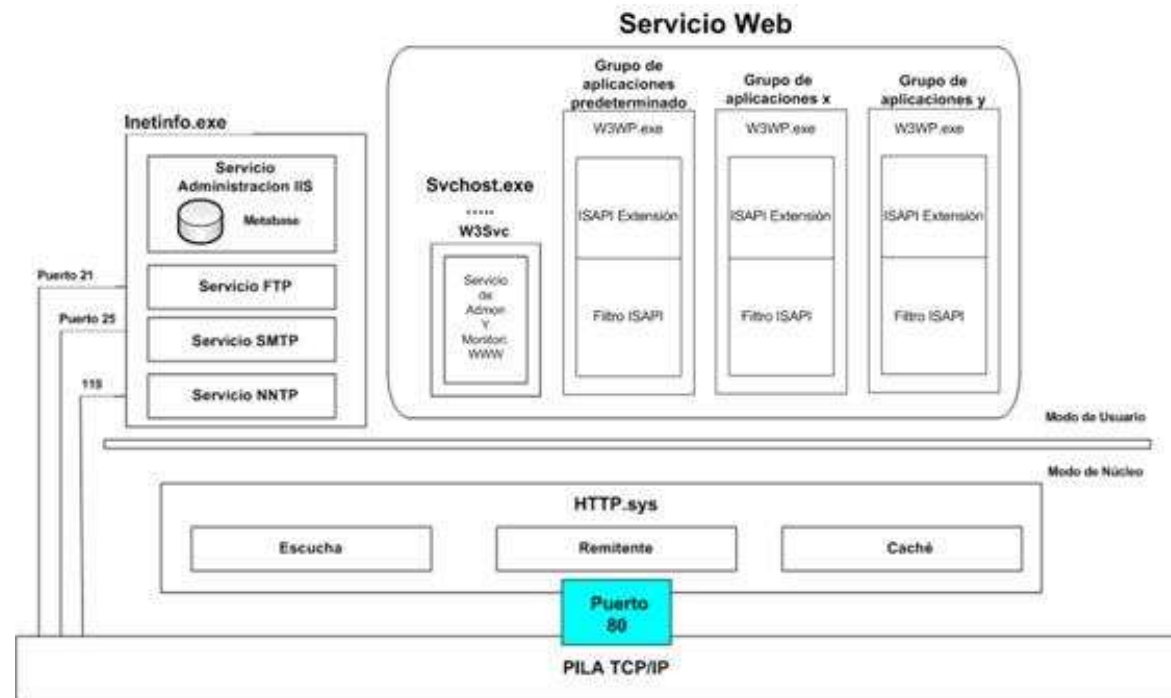 Servicio Web
Grupo de
aplicaciones
predeterminado
Grupo de
aplicaciones x
Grupo de
aplicaciones y
Inetinfo.exe
W3WP.exe
W3WP.exe
W3WP.exe
Servicio
Administracion IIS
Metabase
Svchost.exe
.....
W3Svc
ISAPI Extensión
ISAPI Extensión
ISAPI Extensión
Puerto 21
Servicio FTP
Servicio
de
Admon
Y
Monitori.
WWW
Filtro ISAPI
Filtro ISAPI
Filtro ISAPI
Puerto 25
Servicio SMTP
119
Servicio NNTP
Modo de Usuario
Modo de Núcleo
HTTP.sys
Escucha
Remitente
Caché
Puerto
80
PILA TCP/IP